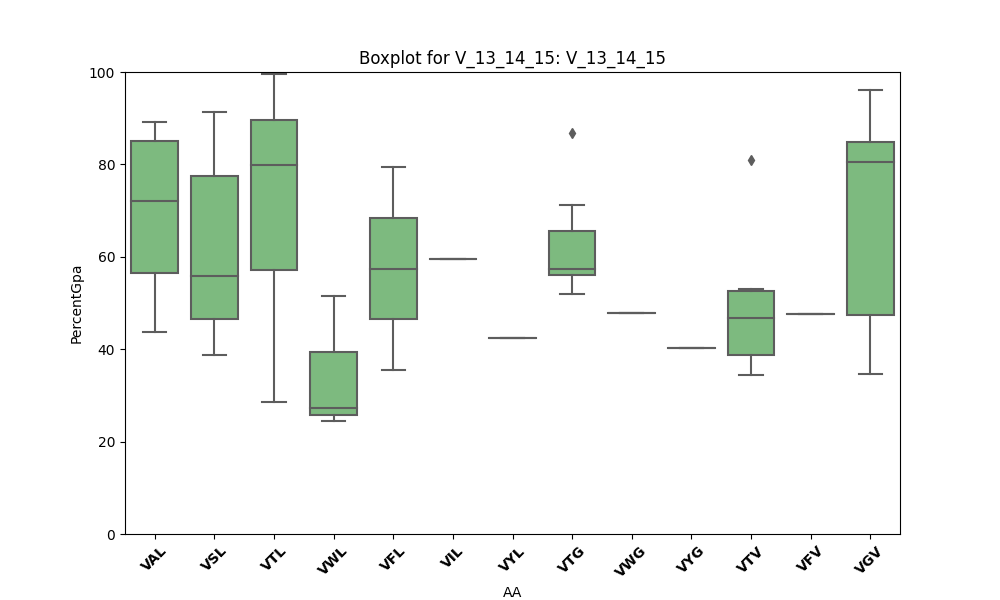 Boxplot for V_13_14_15: V_13_14_15
PercentGpa
100
80
60
40
20
0
VAL VSL VTL VWL VFL VIL VYL VTG VWG VYG VTV VFV VGV
AA